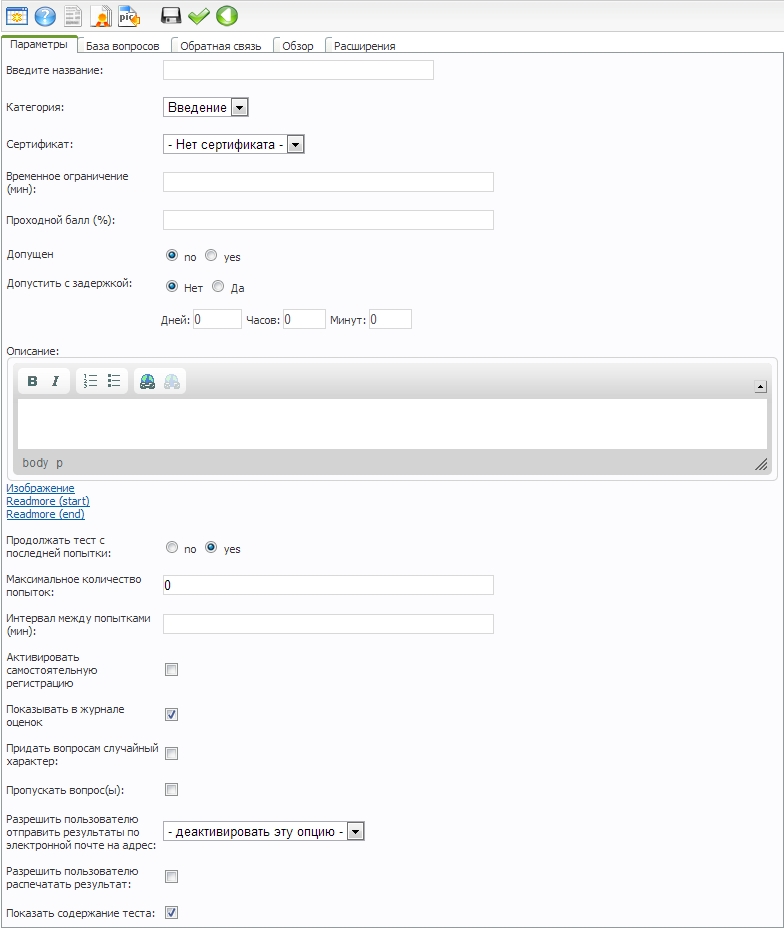 pic
Параметры База вопросов Обратная связь Обзор Расширения
Введите название:
Категория: Введение
Сертификат: - Нет сертификата -
Временное ограничение
(мин):
Проходной балл (%):
Допущен no yes
Допустить с задержкой: Нет Да
Дней: 0 Часов: 0 Минут: 0
Описание:
B I
body p
Изображение
Readmore (start)
Readmore (end)
Продолжать тест с
последней попытки: no yes
Максимальное количество
попыток: 0
Интервал между попытками
(мин):
Активировать
самостоятельную
регистрацию
Показывать в журнале
оценок
Придать вопросам случайный
характер:
Пропускать вопрос(ы):
Разрешить пользователю
отправить результаты по
электронной почте на адрес: - деактивировать эту опцию -
Разрешить пользователю
распечатать результат:
Показать содержание теста: